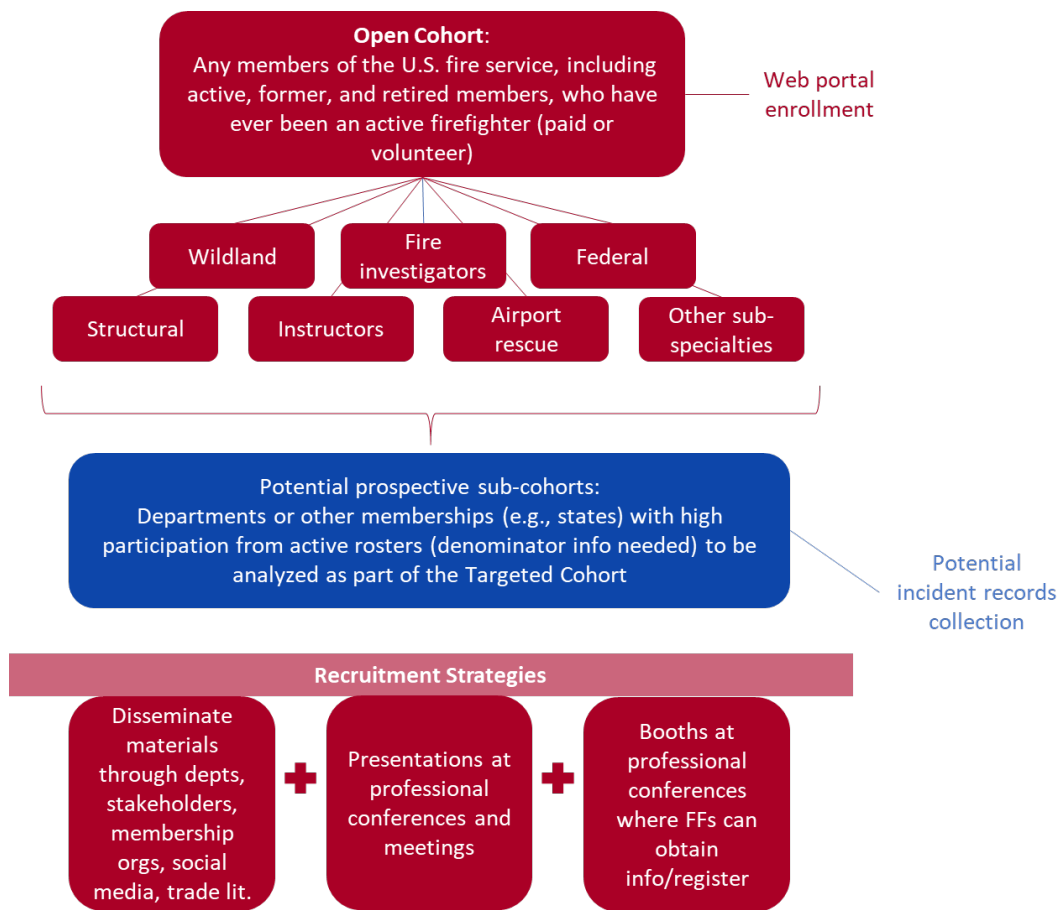 Open Cohort:
Any members of the U.S. fire service, including
active, former, and retired members, who have
ever been an active firefighter (paid or
volunteer)
Web portal
enrollment
Wildland
Fire
investigators
Federal
Structural
Instructors
Airport
rescue
Other sub-
specialties
Potential prospective sub-cohorts:
Departments or other memberships (e.g., states) with high
participation from active rosters (denominator info needed) to be
analyzed as part of the Targeted Cohort
Potential
incident records
collection
Recruitment Strategies
Disseminate
materials
through depts,
stakeholders,
membership
orgs, social
media, trade lit.
Presentations at
professional
conferences and
meetings
Booths at
professional
conferences
where FFs can
obtain
info/register